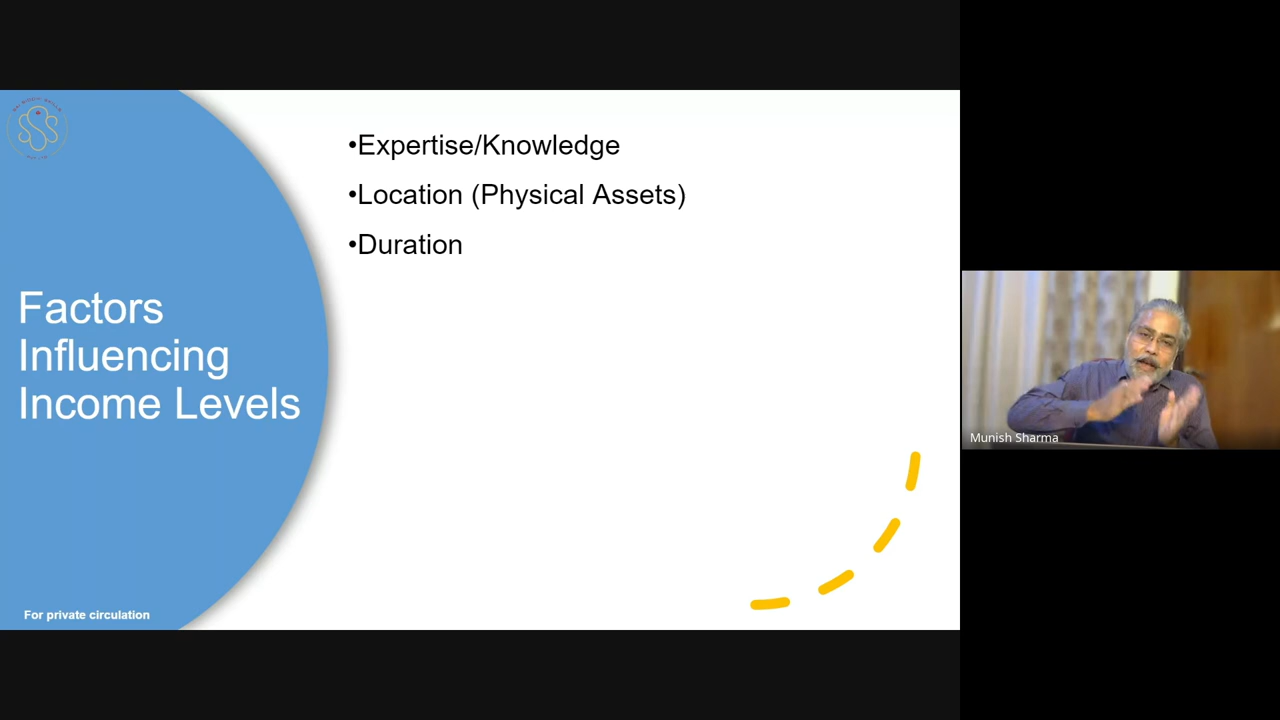 •Expertise/Knowledge
•Location (Physical Assets)
•Duration
Factors
Influencing
Income Levels
For private circulation
Munish Sharma